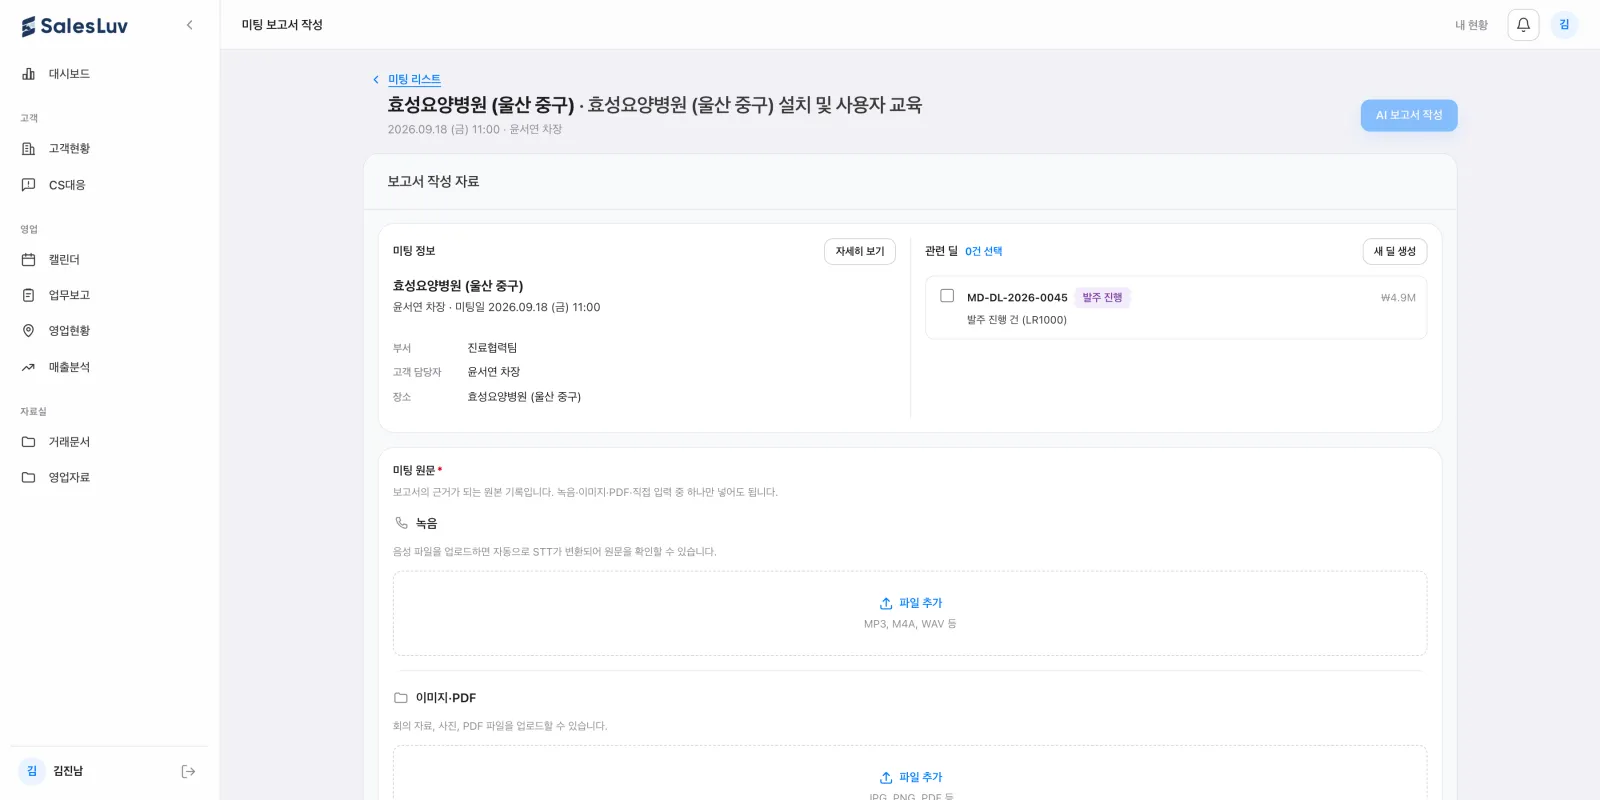 SalesLuv
대시보드
고객
고객현황
CS대응
영업
캘린더
업무보고
영업현황
매출분석
자료실
거래문서
영업자료
김
김진남
미팅 보고서 작성
내 현황
김
미팅 리스트
효성요양병원 (울산 중구) · 효성요양병원 (울산 중구) 설치 및 사용자 교육
2026.09.18 (금) 11:00 · 윤서연 차장
AI 보고서 작성
보고서 작성 자료
미팅 정보
자세히 보기
효성요양병원 (울산 중구)
윤서연 차장 · 미팅일 2026.09.18 (금) 11:00
부서 진료협력팀
고객 담당자 윤서연 차장
장소 효성요양병원 (울산 중구)
관련 딜 0건 선택
새 딜 생성
MD-DL-2026-0045 발주 진행 ₩4.9M
발주 진행 건 (LR1000)
미팅 원문*
보고서의 근거가 되는 원본 기록입니다. 녹음·이미지·PDF·직접 입력 중 하나만 넣어도 됩니다.
녹음
음성 파일을 업로드하면 자동으로 STT가 변환되어 원문을 확인할 수 있습니다.
파일 추가
MP3, M4A, WAV 등
이미지·PDF
회의 자료, 사진, PDF 파일을 업로드할 수 있습니다.
파일 추가
JPG, PNG, PDF 등